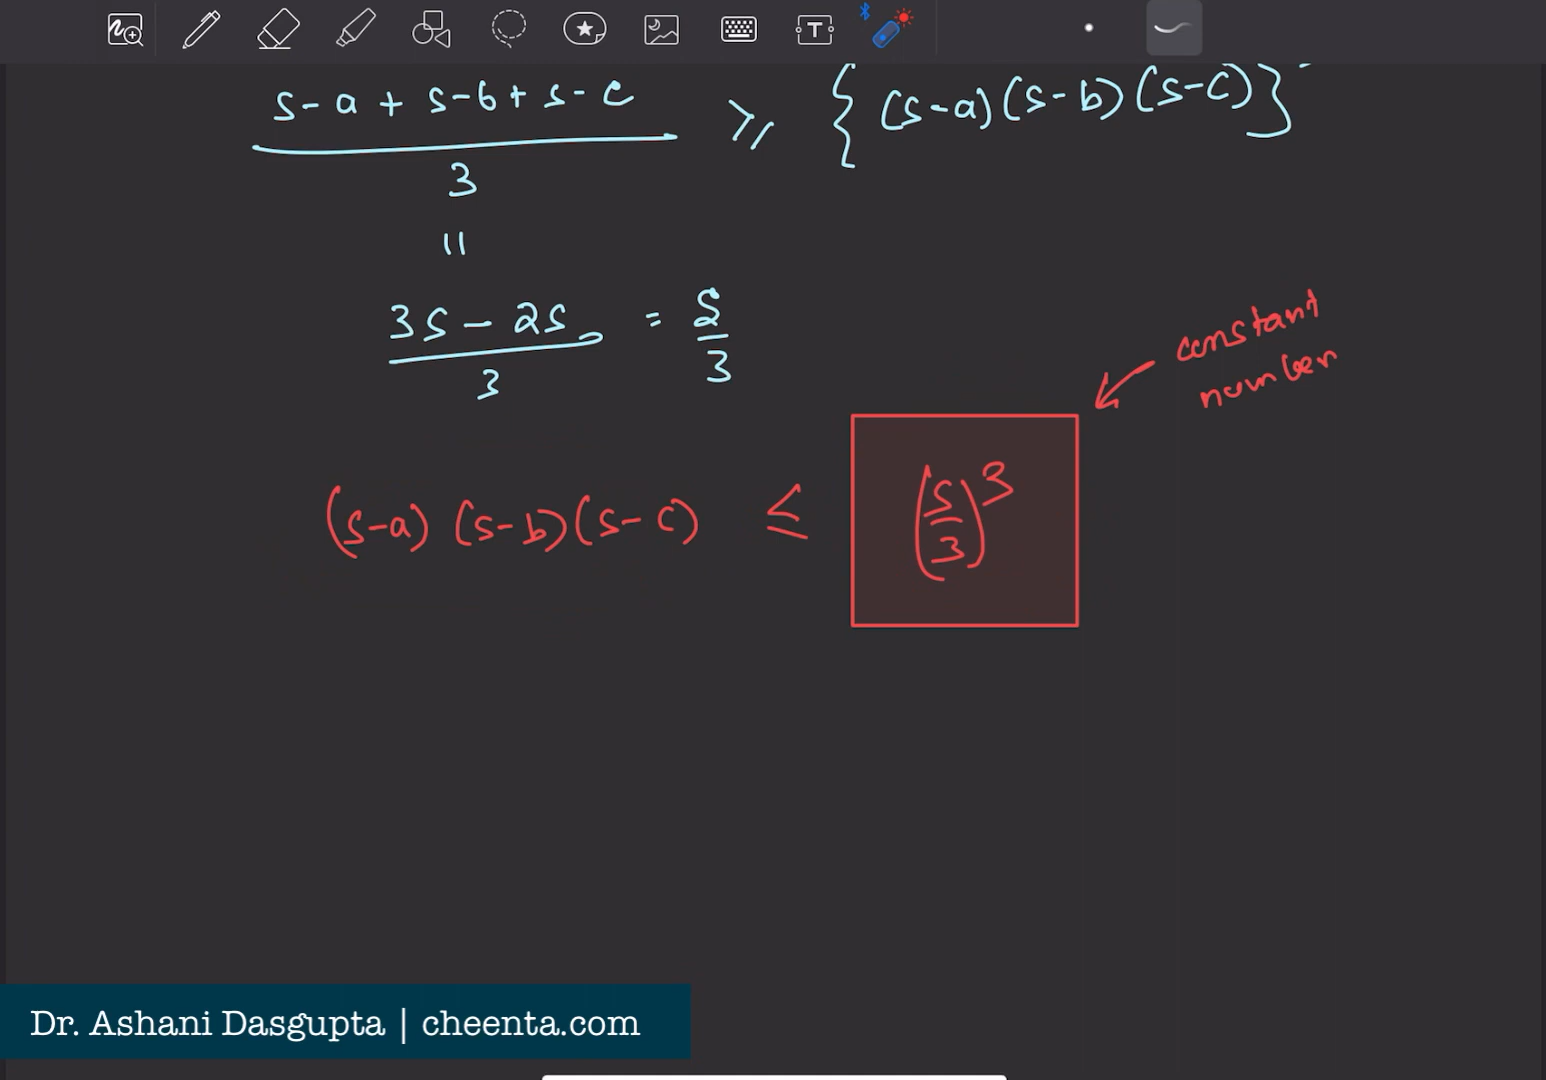 s-a + s-b + s-c
3
⩾ { (s-a) (s-b) (s-c) }
=
3s - 2s
3
= s
3
constant
number
(s-a) (s-b) (s-c) ≤ (s/3)^3
T
Dr. Ashani Dasgupta | cheenta.com